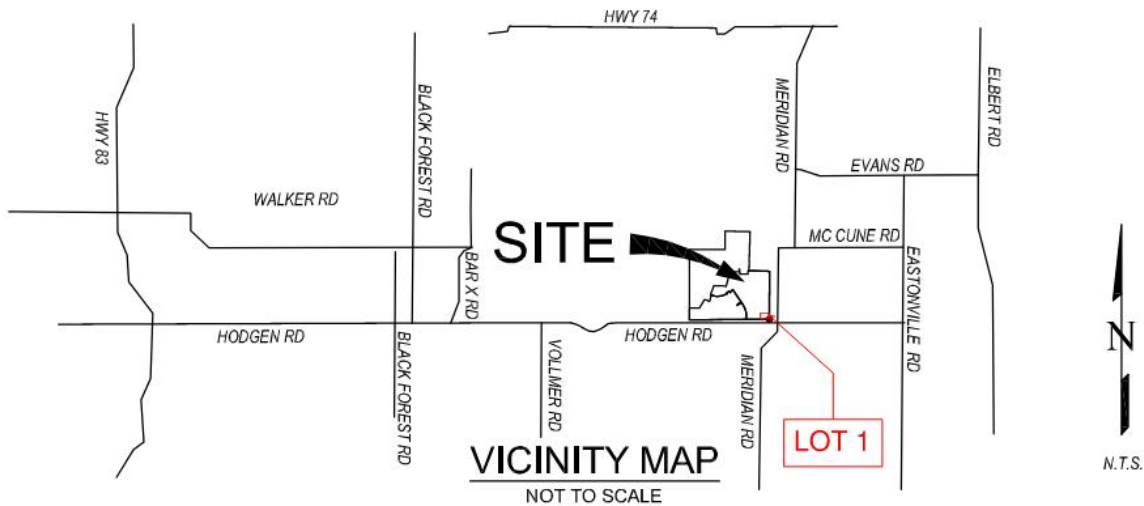 HWY 74
HWY 83
BLACK FOREST RD
MERIDIAN RD
ELBERT RD
EVANS RD
WALKER RD
SITE
MC CUNE RD
BAR X RD
EASTONVILLE RD
HODGEN RD
BLACK FOREST RD
VOLLMER RD
HODGEN RD
MERIDIAN RD
LOT 1
N
N.T.S.
VICINITY MAP
NOT TO SCALE